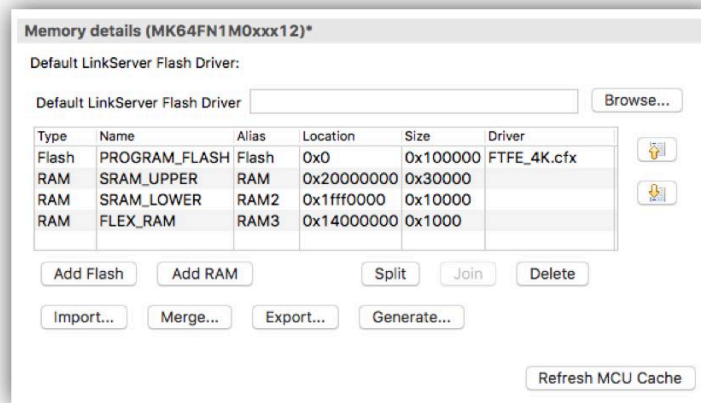 Memory details (MK64FN1M0xxx12)*
Default LinkServer Flash Driver:
Default LinkServer Flash Driver Browse...
Type Name Alias Location Size Driver
Flash PROGRAM_FLASH Flash 0x0 0x100000 FTFE_4K.cfx
RAM SRAM_UPPER RAM 0x20000000 0x30000
RAM SRAM_LOWER RAM2 0x1fff0000 0x10000
RAM FLEX_RAM RAM3 0x14000000 0x1000
Add Flash Add RAM Split Join Delete
Import... Merge... Export... Generate...
Refresh MCU Cache